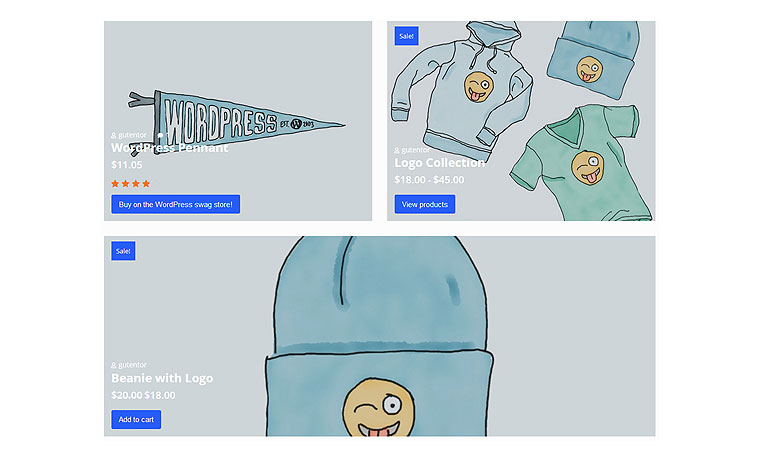 WORDPRESS EST. 2003
gutentor
WordPress Pennant
$11.05
Buy on the WordPress swag store!
Sale!
gutentor
Logo Collection
$18.00 - $45.00
View products
Sale!
gutentor
Beanie with Logo
$20.00 $18.00
Add to cart